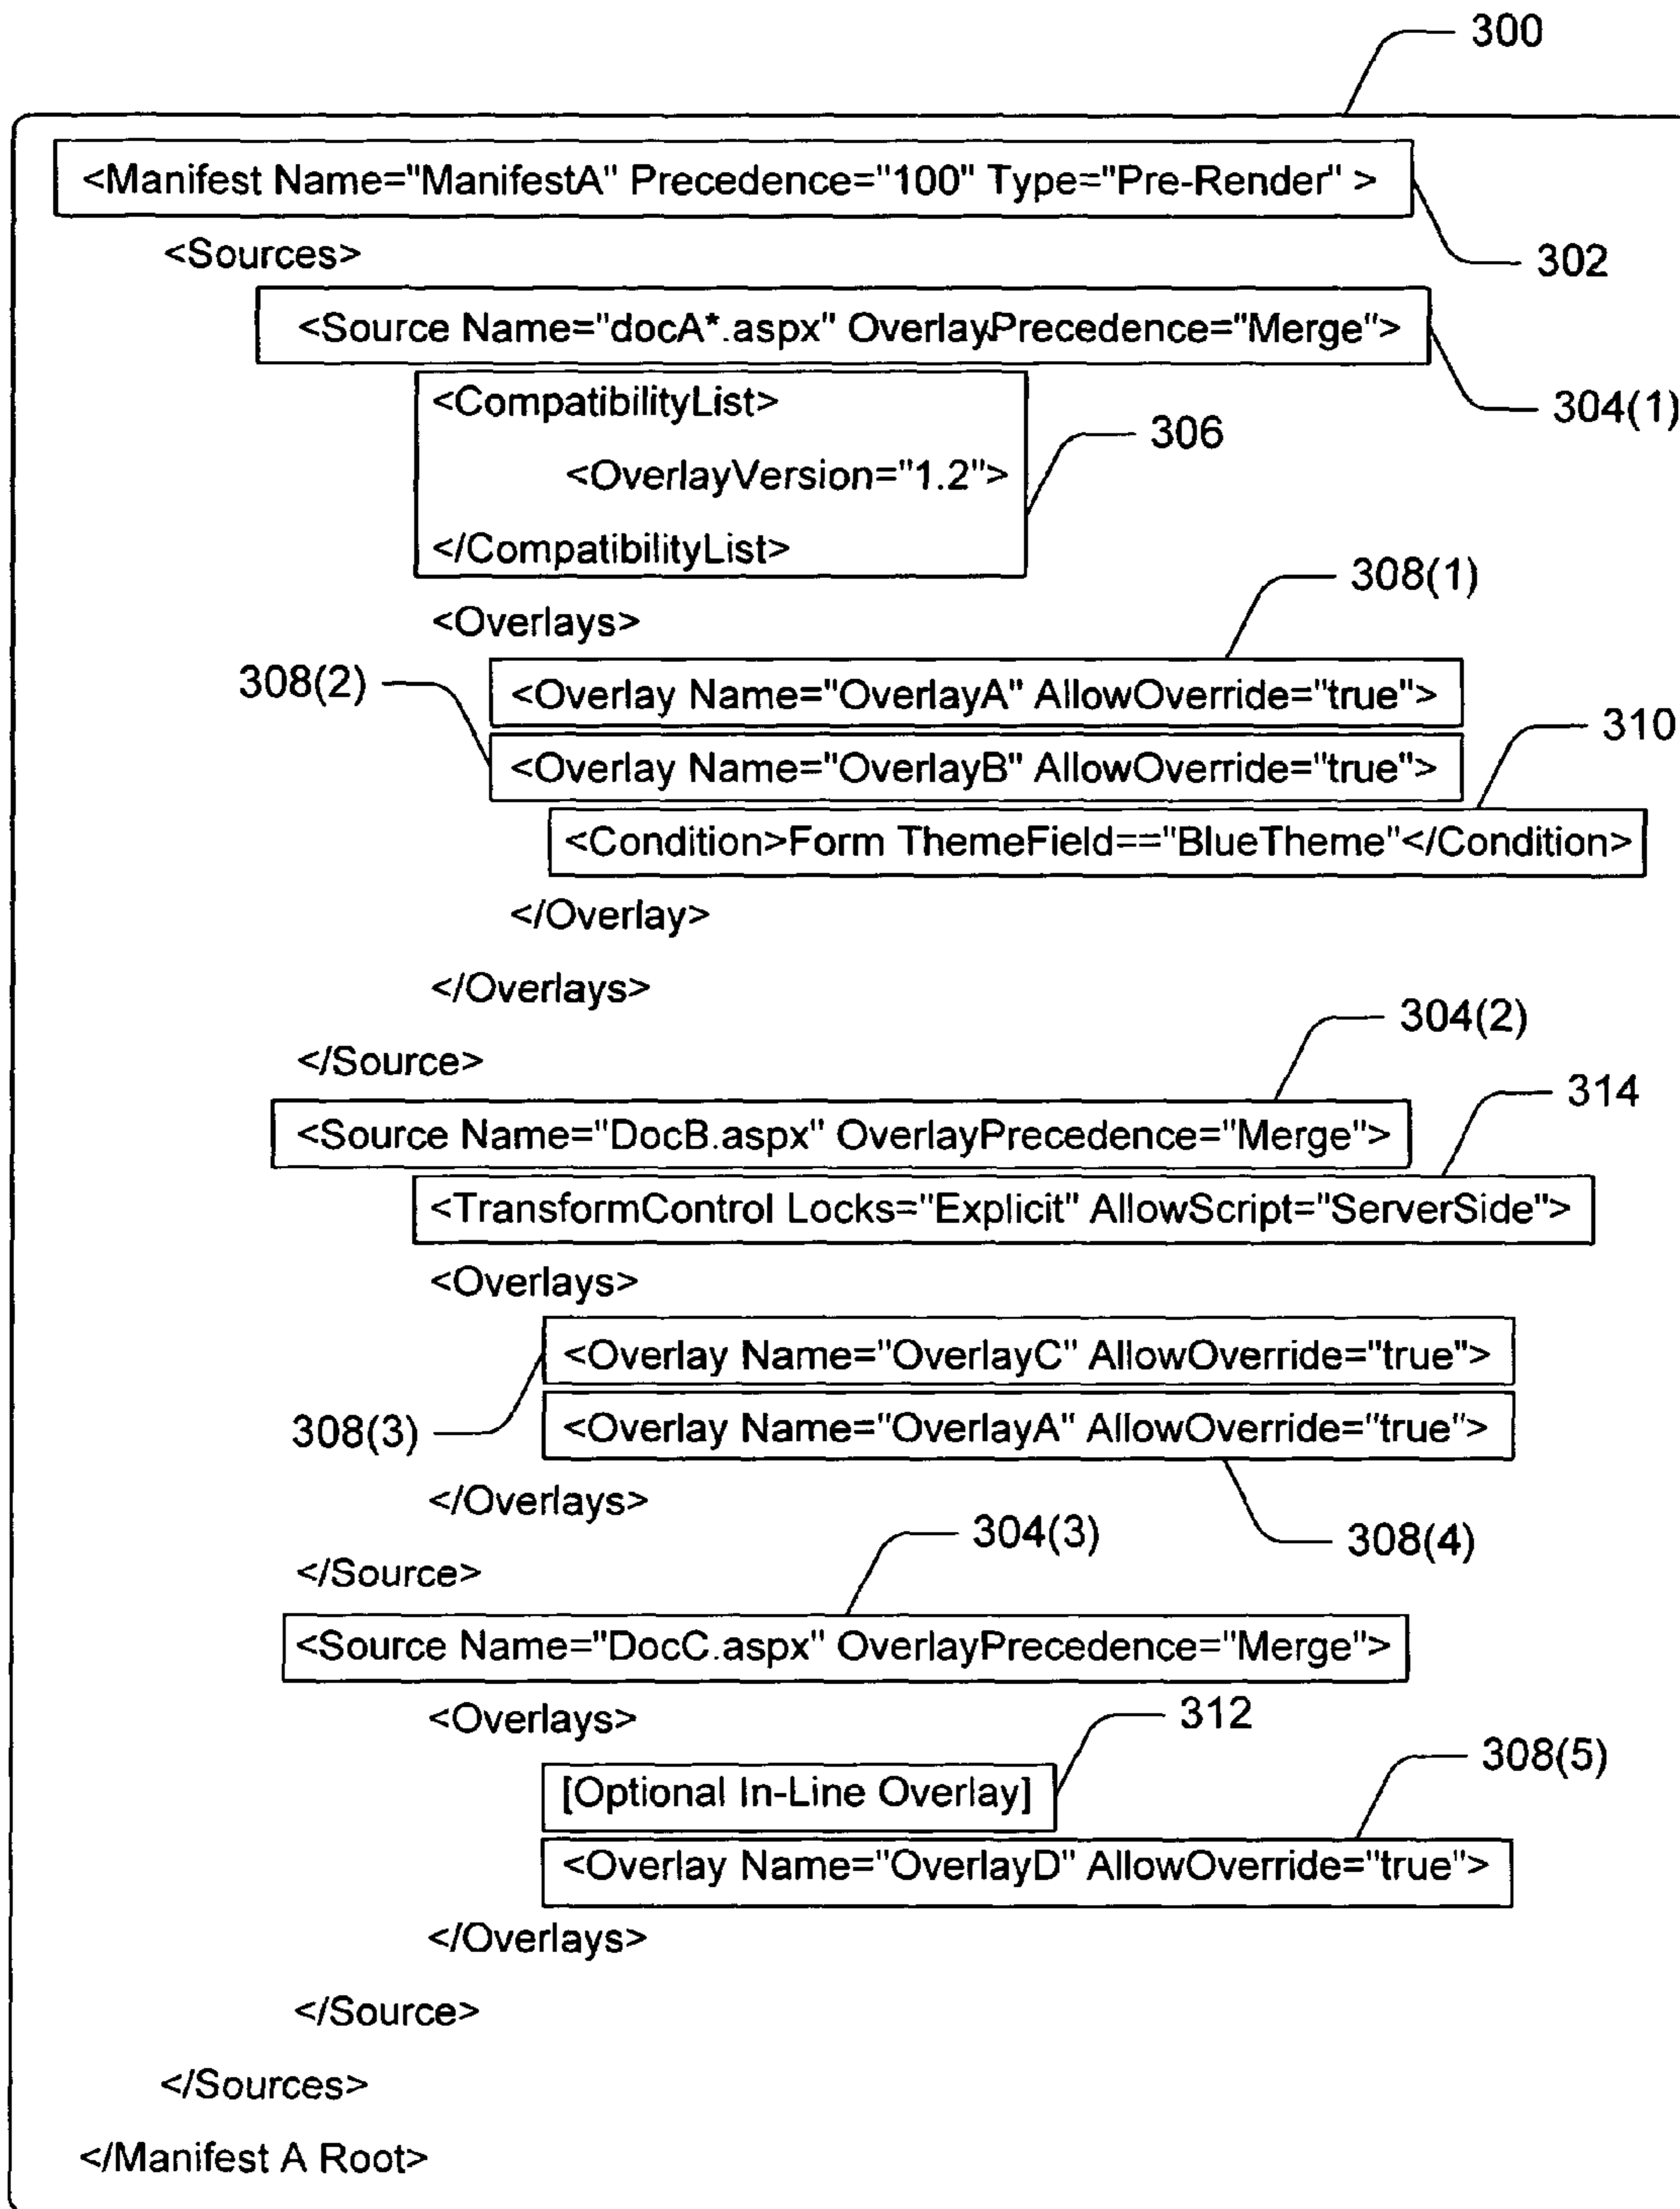 300
<Manifest Name="ManifestA" Precedence="100" Type="Pre-Render" >
<Sources>
302
<Source Name="docA*.aspx" OverlayPrecedence="Merge">
<CompatibilityList>
304(1)
306
<OverlayVersion="1.2">
</CompatibilityList>
308(1)
<Overlays>
308(2)
<Overlay Name="OverlayA" AllowOverride="true">
310
<Overlay Name="OverlayB" AllowOverride="true">
<Condition>Form ThemeField=="BlueTheme"</Condition>
</Overlay>
</Overlays>
304(2)
</Source>
314
<Source Name="DocB.aspx" OverlayPrecedence="Merge">
<TransformControl Locks="Explicit" AllowScript="ServerSide">
<Overlays>
<Overlay Name="OverlayC" AllowOverride="true">
308(3)
<Overlay Name="OverlayA" AllowOverride="true">
</Overlays>
304(3)
308(4)
</Source>
<Source Name="DocC.aspx" OverlayPrecedence="Merge">
<Overlays>
312
308(5)
[Optional In-Line Overlay]
<Overlay Name="OverlayD" AllowOverride="true">
</Overlays>
</Source>
</Sources>
</Manifest A Root>